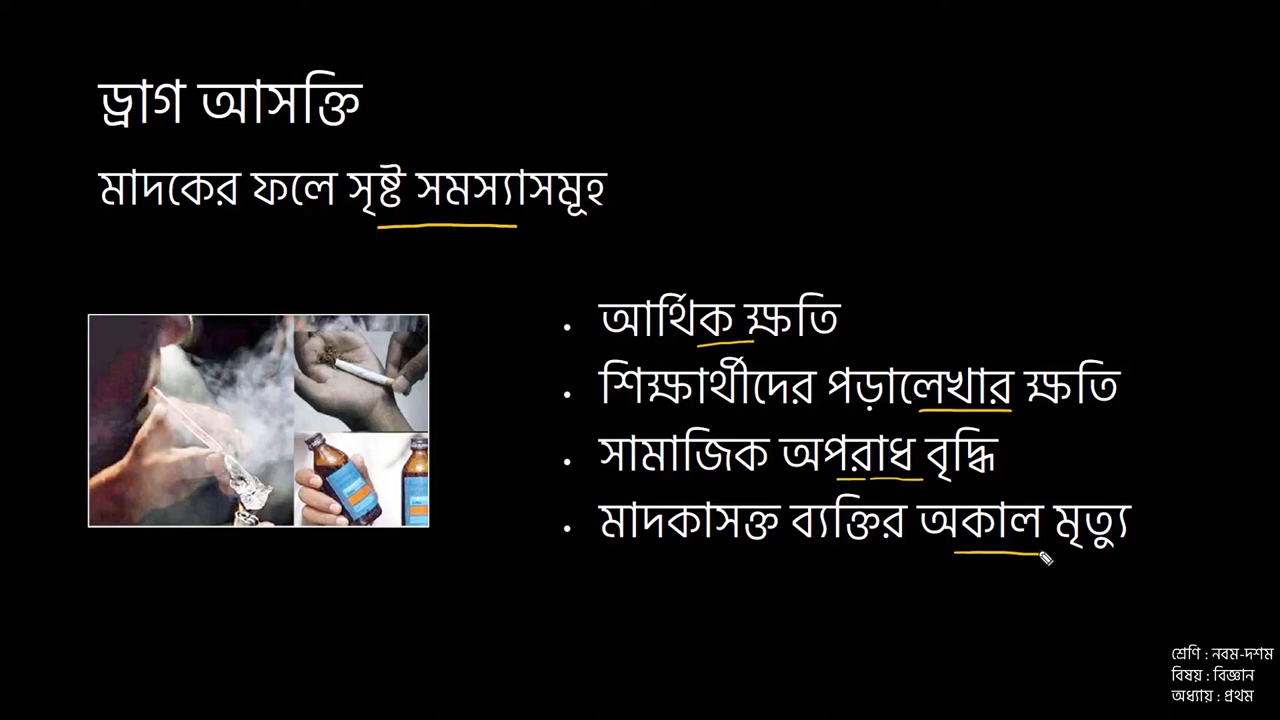 ড্রাগ আসক্তি
মাদকের ফলে সৃষ্ট সমস্যাসমূহ
• আর্থিক ক্ষতি
• শিক্ষার্থীদের পড়ালেখার ক্ষতি
• সামাজিক অপরাধ বৃদ্ধি
• মাদকাসক্ত ব্যক্তির অকাল মৃত্যু
শ্রেণি : নবম-দশম
বিষয় : বিজ্ঞান
অধ্যায় : প্রথম